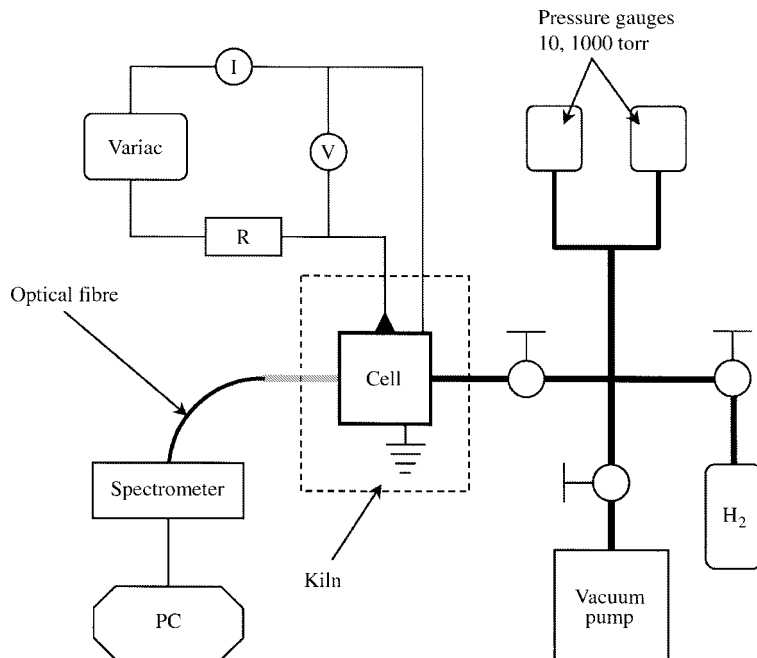 Pressure gauges
10, 1000 torr
I
Variac
V
R
Optical fibre
Cell
Spectrometer
H2
Kiln
Vacuum
pump
PC